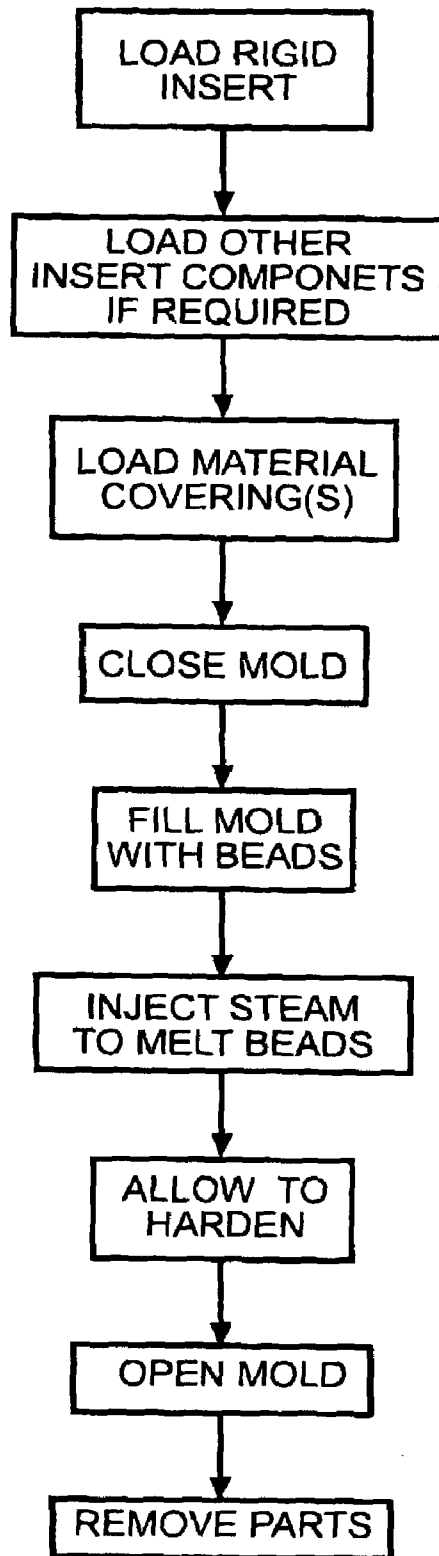 LOAD RIGID
INSERT
LOAD OTHER
INSERT COMPONETS
IF REQUIRED
LOAD MATERIAL
COVERING(S)
CLOSE MOLD
FILL MOLD
WITH BEADS
INJECT STEAM
TO MELT BEADS
ALLOW TO
HARDEN
OPEN MOLD
REMOVE PARTS